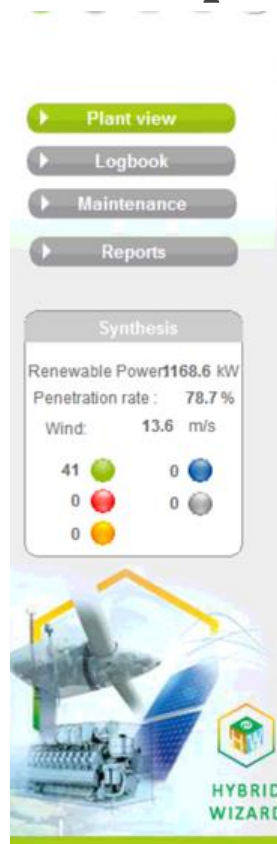 Plant view
Logbook
Maintenance
Reports
Synthesis
Renewable Power1168.6 kW
Penetration rate : 78.7 %
Wind: 13.6 m/s
41 0
0 0
0
HW
HYBRID
WIZARD